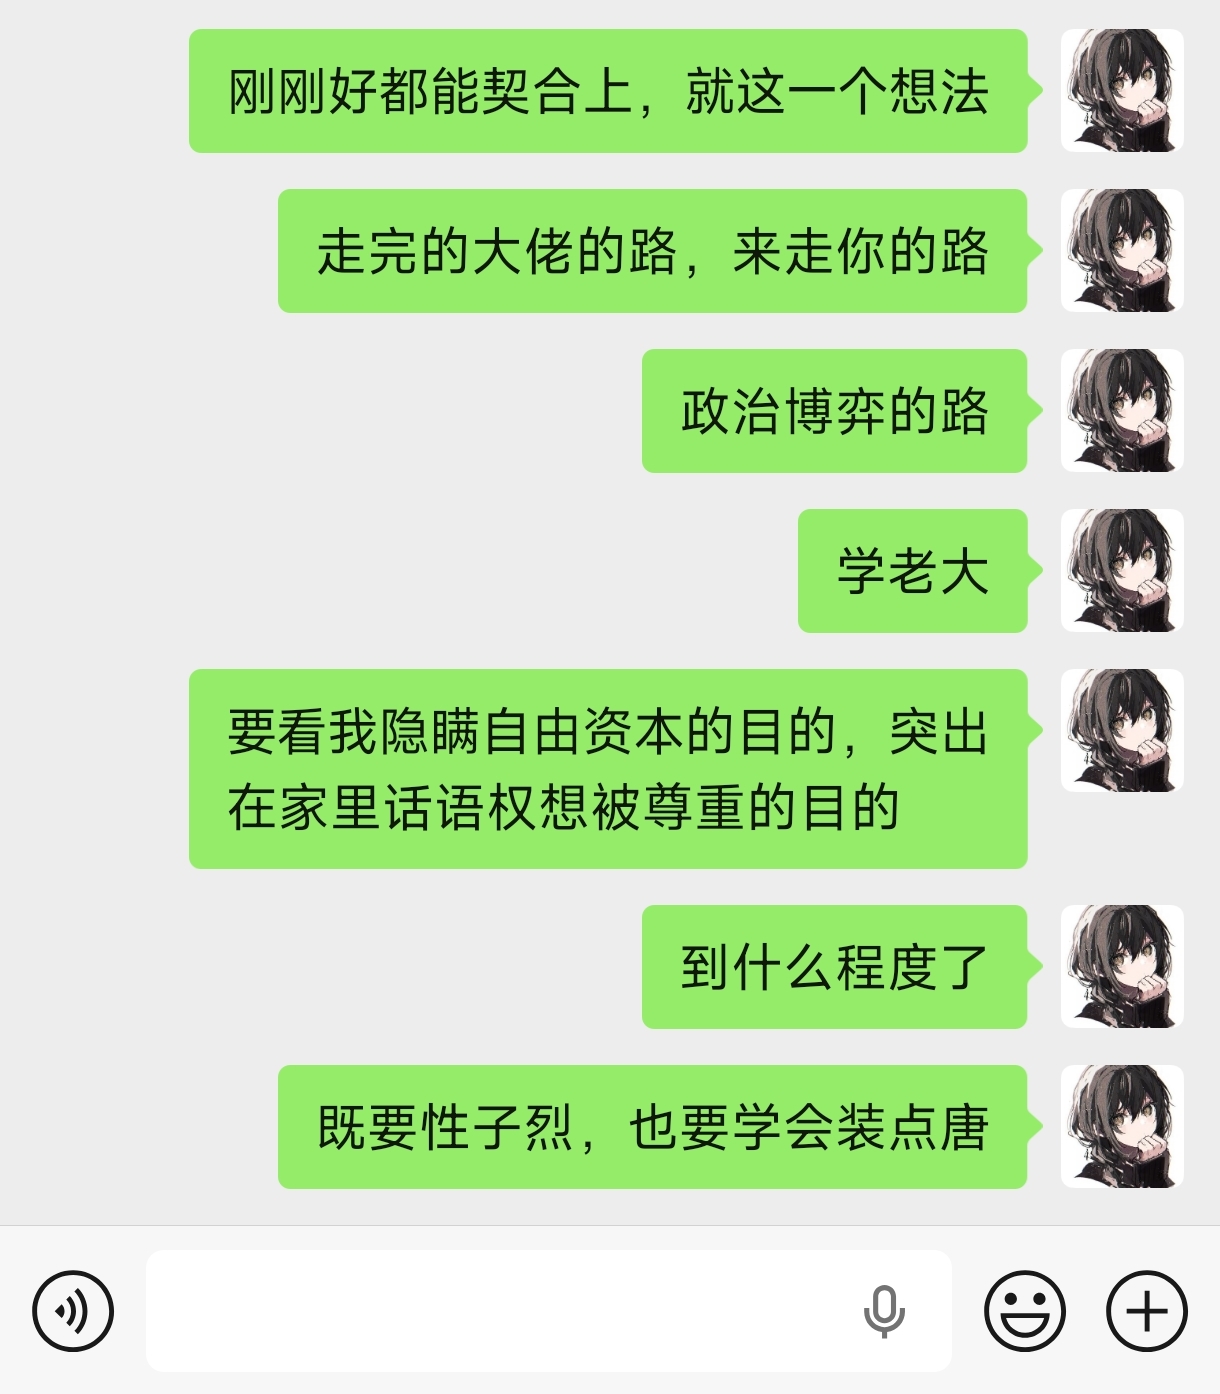 刚刚好都能契合上，就这一个想法
走完的大佬的路，来走你的路
政治博弈的路
学老大
要看我隐瞒自由资本的目的，突出
在家里话语权想被尊重的目的
到什么程度了
既要性子烈，也要学会装点唐